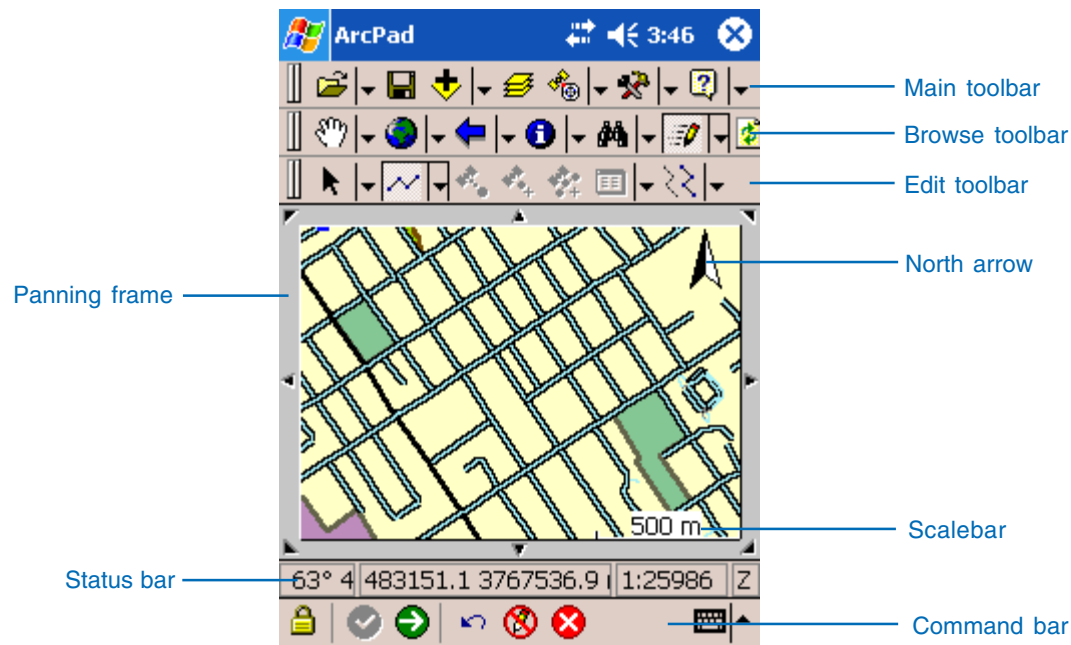 ArcPad 3:46
Main toolbar
Browse toolbar
Edit toolbar
North arrow
Panning frame
500 m
Scalebar
Status bar
63° 4 483151.1 3767536.9 1:25986 Z
Command bar